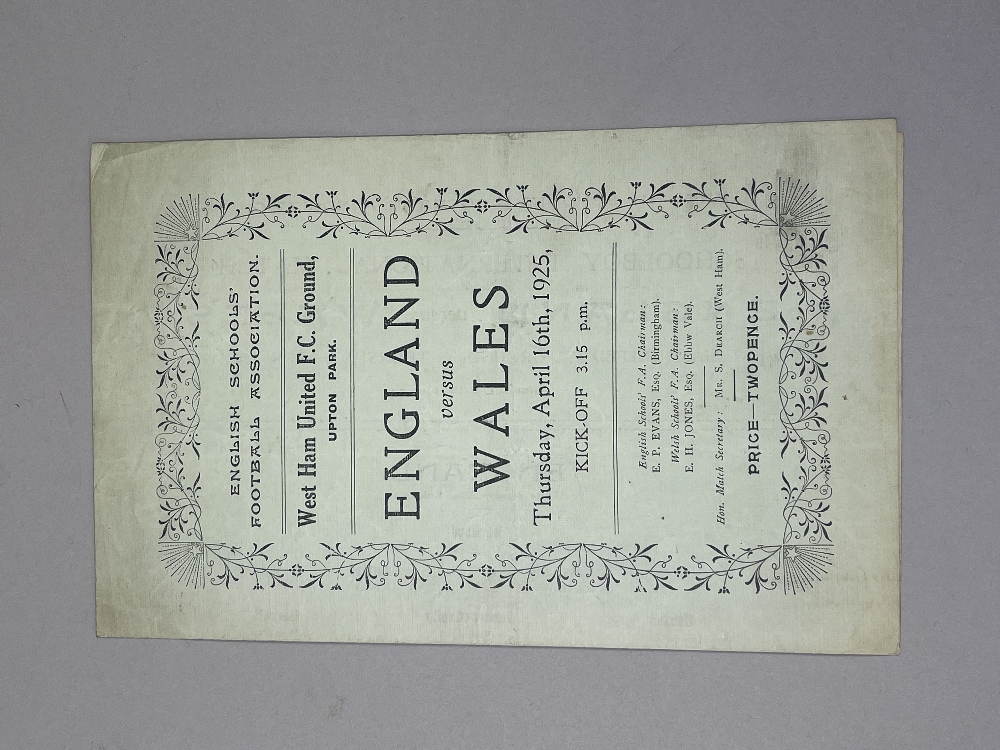 ENGLISH SCHOOLS'
FOOTBALL ASSOCIATION.
West Ham United F.C. Ground,
UPTON PARK.
ENGLAND
versus
WALES
Thursday, April 16th, 1925,
KICK-OFF 3.15 p.m.
English Schools' F.A. Chairman:
E. P. EVANS, Esq. (Birmingham).
Welsh Schools' F.A. Chairman:
E. H. JONES, Esq. (Ebbw Vale).
Hon. Match Secretary: Mr. S. Dearch (West Ham).
PRICE—TWOPENCE.